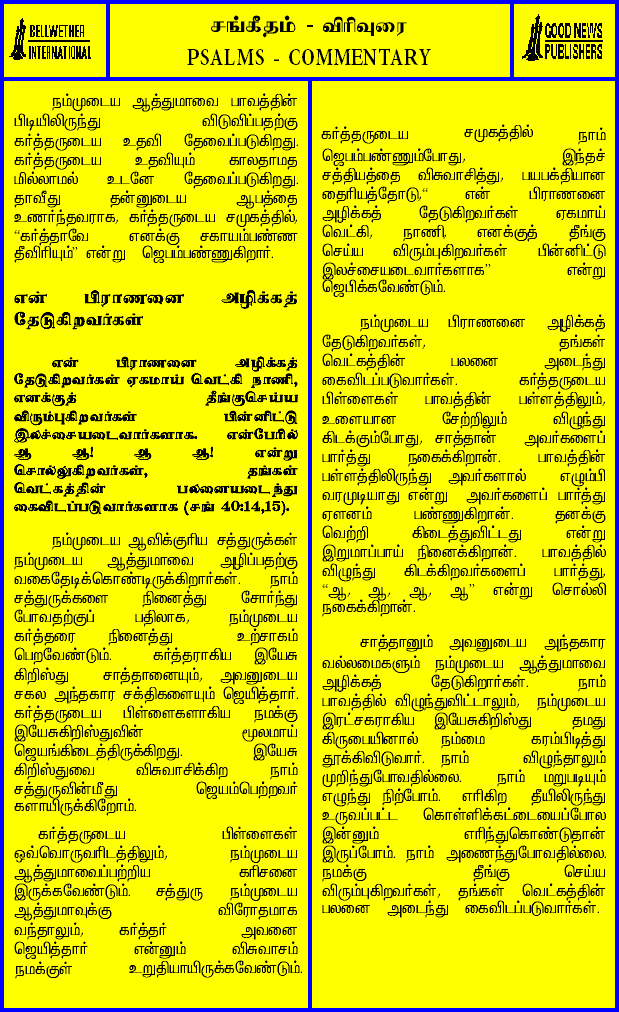 BELLWETHER
INTERNATIONAL
சங்கீதம் - விரிவுரை
PSALMS - COMMENTARY
GOOD NEWS
PUBLISHERS
நம்முடைய ஆத்துமாவை பாவத்தின்
பிடியிலிருந்து விடுவிப்பதற்கு
கர்த்தருடைய உதவி தேவைப்படுகிறது.
கர்த்தருடைய உதவியும் காலதாமத
மில்லாமல் உடனே தேவைப்படுகிறது.
தாவீது தன்னுடைய ஆபத்தை
உணர்ந்தவராக, கர்த்தருடைய சமுகத்தில்,
“கர்த்தாவே எனக்கு சகாயம்பண்ண
தீவிரியும்” என்று ஜெபம்பண்ணுகிறார்.
என் பிராணனை அழிக்கத்
தேடுகிறவர்கள்
என் பிராணனை அழிக்கத்
தேடுகிறவர்கள் ஏகமாய் வெட்கி நாணி,
எனக்குத் தீங்குசெய்ய
விரும்புகிறவர்கள் பின்னிட்டு
இலச்சையடைவார்களாக. என்பேரில்
ஆ ஆ! ஆ ஆ! என்று
சொல்லுகிறவர்கள், தங்கள்
வெட்கத்தின் பலனையடைந்து
கைவிடப்படுவார்களாக (சங் 40:14,15).
நம்முடைய ஆவிக்குரிய சத்துருக்கள்
நம்முடைய ஆத்துமாவை அழிப்பதற்கு
வகைதேடிக்கொண்டிருக்கிறார்கள். நாம்
சத்துருக்களை நினைத்து சோர்ந்து
போவதற்குப் பதிலாக, நம்முடைய
கர்த்தரை நினைத்து உற்சாகம்
பெறவேண்டும். கர்த்தராகிய இயேசு
கிறிஸ்து சாத்தானையும், அவனுடைய
சகல அந்தகார சக்திகளையும் ஜெயித்தார்.
கர்த்தருடைய பிள்ளைகளாகிய நமக்கு
இயேசுகிறிஸ்துவின் மூலமாய்
ஜெயங்கிடைத்திருக்கிறது. இயேசு
கிறிஸ்துவை விசுவாசிக்கிற நாம்
சத்துருவின்மீது ஜெயம்பெற்றவர்
களாயிருக்கிறோம்.
கர்த்தருடைய பிள்ளைகள்
ஒவ்வொருவரிடத்திலும், நம்முடைய
ஆத்துமாவைப்பற்றிய கரிசனை
இருக்கவேண்டும். சத்துரு நம்முடைய
ஆத்துமாவுக்கு விரோதமாக
வந்தாலும், கர்த்தர் அவனை
ஜெயித்தார் என்னும் விசுவாசம்
நமக்குள் உறுதியாயிருக்கவேண்டும்.
கர்த்தருடைய சமுகத்தில் நாம்
ஜெபம்பண்ணும்போது, இந்தச்
சத்தியத்தை விசுவாசித்து, பயபக்தியான
தைரியத்தோடு,“ என் பிராணனை
அழிக்கத் தேடுகிறவர்கள் ஏகமாய்
வெட்கி, நாணி, எனக்குத் தீங்கு
செய்ய விரும்புகிறவர்கள் பின்னிட்டு
இலச்சையடைவார்களாக” என்று
ஜெபிக்கவேண்டும்.
நம்முடைய பிராணனை அழிக்கத்
தேடுகிறவர்கள், தங்கள்
வெட்கத்தின் பலனை அடைந்து
கைவிடப்படுவார்கள். கர்த்தருடைய
பிள்ளைகள் பாவத்தின் பள்ளத்திலும்,
உளையான சேற்றிலும் விழுந்து
கிடக்கும்போது, சாத்தான் அவர்களைப்
பார்த்து நகைக்கிறான். பாவத்தின்
பள்ளத்திலிருந்து அவர்களால் எழும்பி
வரமுடியாது என்று அவர்களைப் பார்த்து
ஏளனம் பண்ணுகிறான். தனக்கு
வெற்றி கிடைத்துவிட்டது என்று
இறுமாப்பாய் நினைக்கிறான். பாவத்தில்
விழுந்து கிடக்கிறவர்களைப் பார்த்து,
“ஆ, ஆ, ஆ, ஆ” என்று சொல்லி
நகைக்கிறான்.
சாத்தானும் அவனுடைய அந்தகார
வல்லமைகளும் நம்முடைய ஆத்துமாவை
அழிக்கத் தேடுகிறார்கள். நாம்
பாவத்தில் விழுந்துவிட்டாலும், நம்முடைய
இரட்சகராகிய இயேசுகிறிஸ்து தமது
கிருபையினால் நம்மை கரம்பிடித்து
தூக்கிவிடுவார். நாம் விழுந்தாலும்
முறிந்துபோவதில்லை. நாம் மறுபடியும்
எழுந்து நிற்போம். எரிகிற தீயிலிருந்து
உருவப்பட்ட கொள்ளிக்கட்டையைப்போல
இன்னும் எரிந்துகொண்டுதான்
இருப்போம். நாம் அணைந்துபோவதில்லை.
நமக்கு தீங்கு செய்ய
விரும்புகிறவர்கள், தங்கள் வெட்கத்தின்
பலனை அடைந்து கைவிடப்படுவார்கள்.